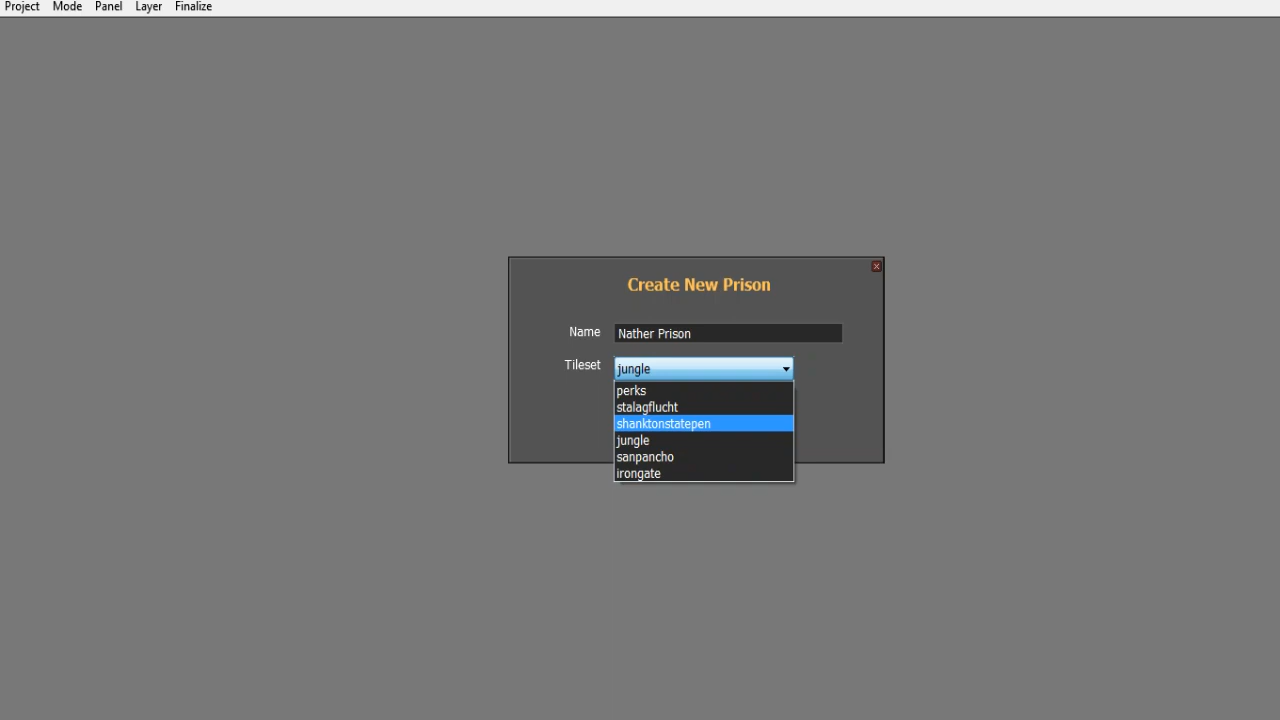 Project Mode Panel Layer Finalize
Create New Prison
Name Nather Prison
Tileset jungle
perks
stalagflucht
shanktonstatepen
jungle
sanpancho
irongate